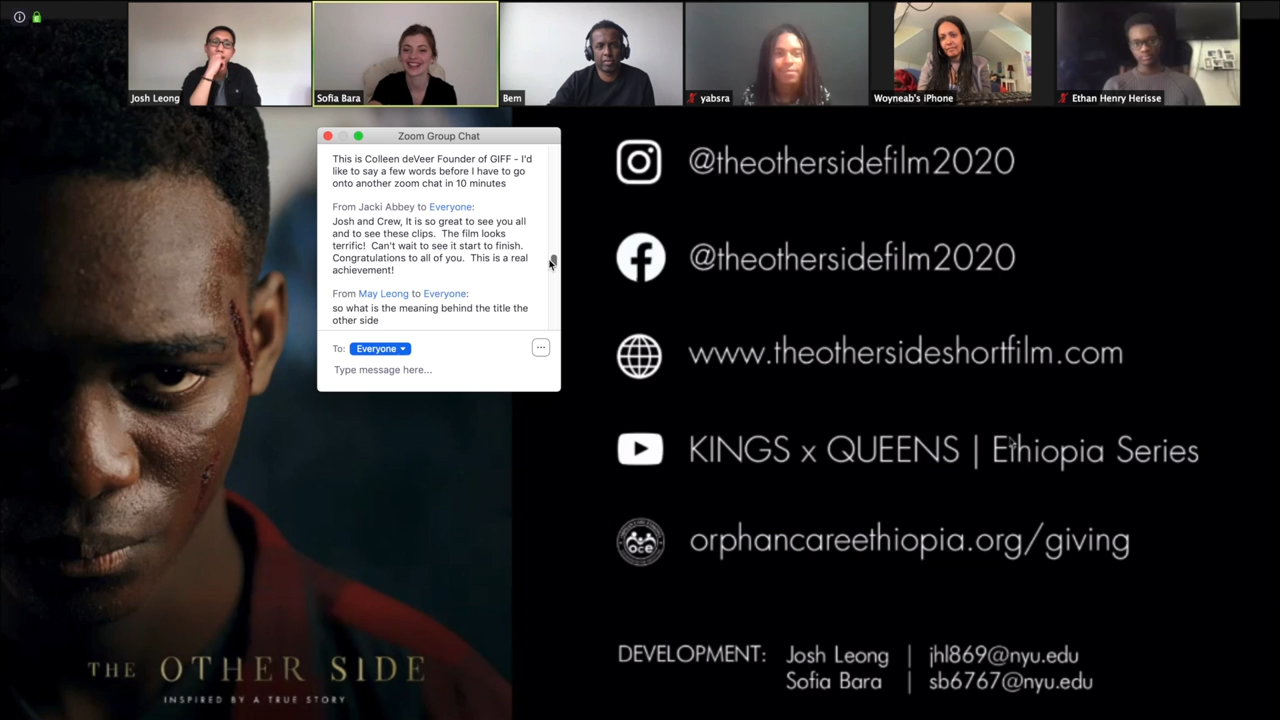 Josh Leong
Sofia Bara
Bem
yabsra
Woyneab's iPhone
Ethan Henry Herisse
Zoom Group Chat
This is Colleen deVeer Founder of GIFF - I'd
like to say a few words before I have to go
onto another zoom chat in 10 minutes
From Jacki Abbey to Everyone:
Josh and Crew, It is so great to see you all
and to see these clips. The film looks
terrific! Can't wait to see it start to finish.
Congratulations to all of you. This is a real
achievement!
From May Leong to Everyone:
so what is the meaning behind the title the
other side
To: Everyone
Type message here...
@theothersidefilm2020
@theothersidefilm2020
www.theothersideshortfilm.com
KINGS x QUEENS | Ethiopia Series
oce
orphancareethiopia.org/giving
DEVELOPMENT: Josh Leong | jhl869@nyu.edu
Sofia Bara | sb6767@nyu.edu
THE OTHER SIDE
INSPIRED BY A TRUE STORY